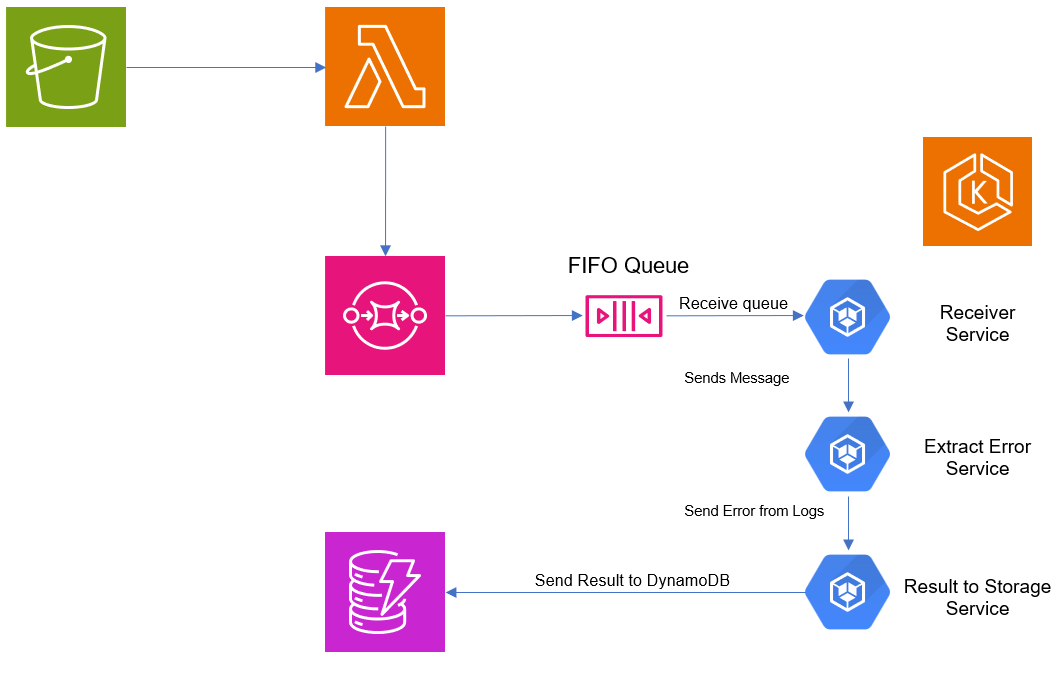 K
FIFO Queue
Receive queue
Receiver
Service
Sends Message
Extract Error
Service
Send Error from Logs
Send Result to DynamoDB
Result to Storage
Service